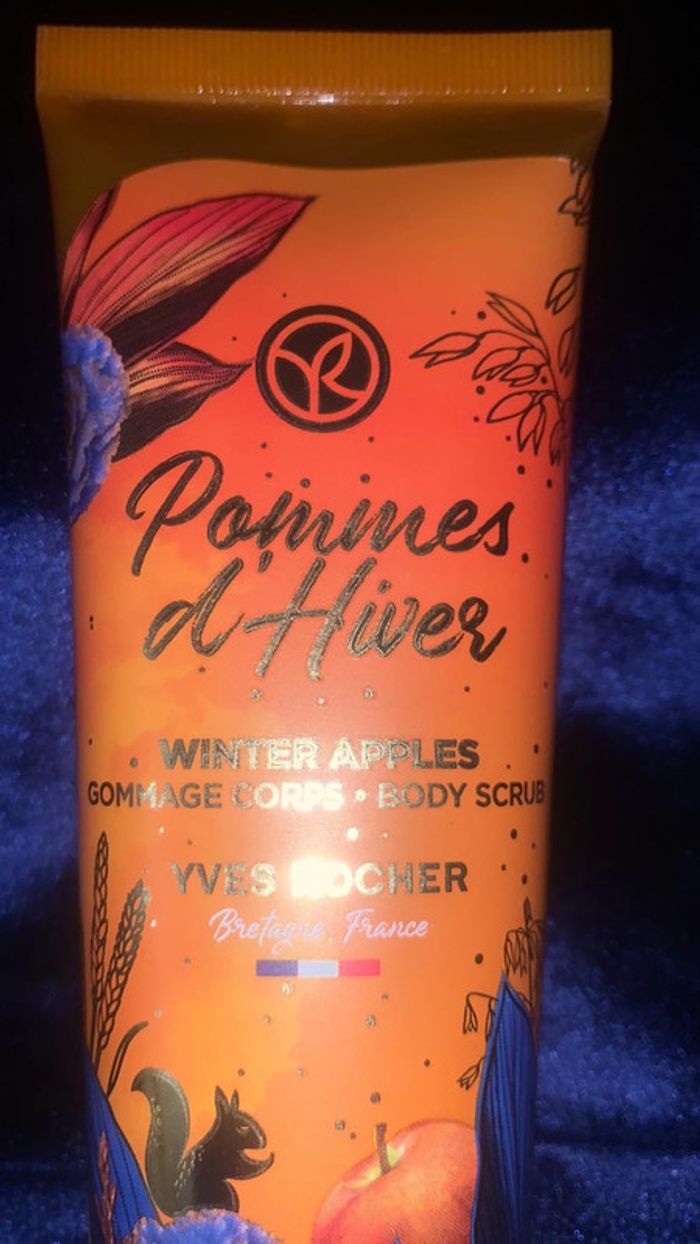 Pommes
d'Hiver
WINTER APPLES
GOMMAGE CORPS • BODY SCRUB
YVES ROCHER
Bretagne, France